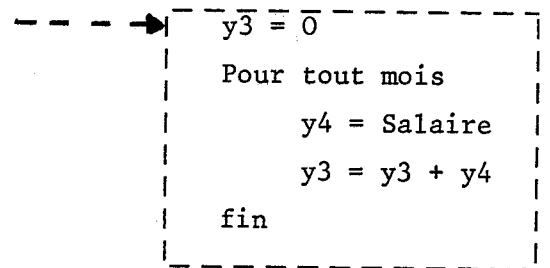 y3 = 0
Pour tout mois
y4 = Salaire
y3 = y3 + y4
fin